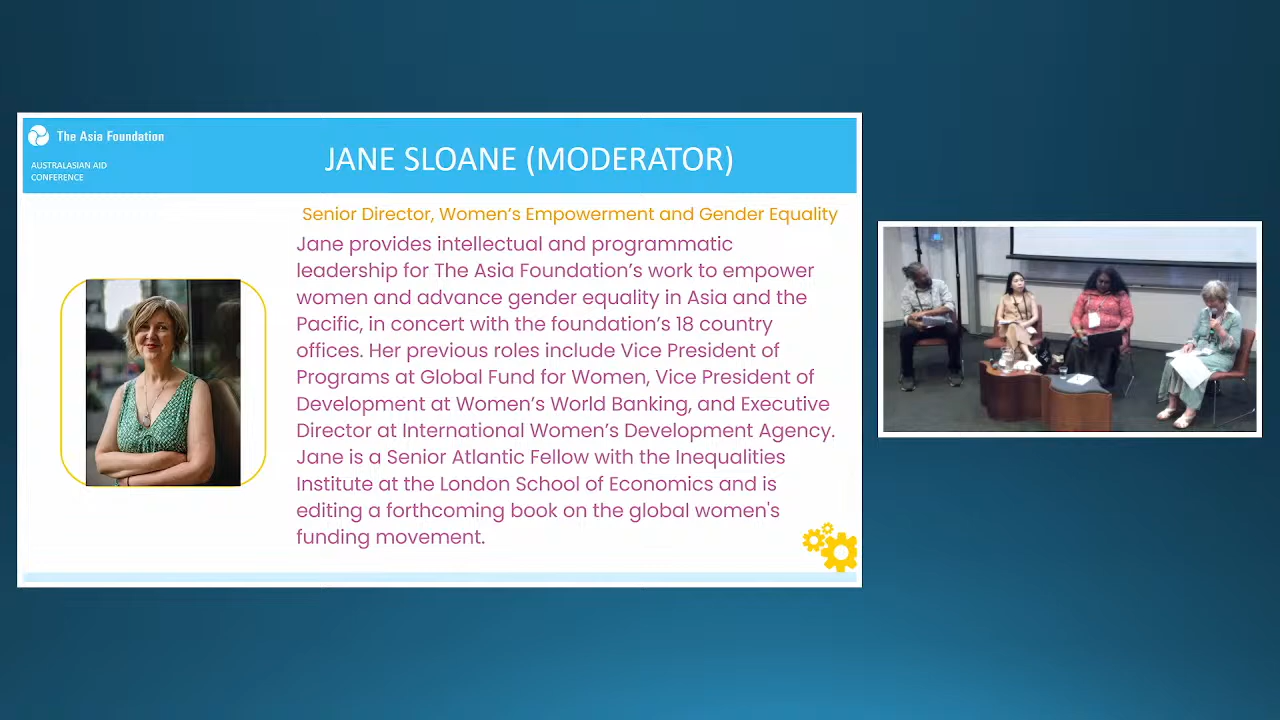 The Asia Foundation
AUSTRALASIAN AID
CONFERENCE
JANE SLOANE (MODERATOR)
Senior Director, Women’s Empowerment and Gender Equality
Jane provides intellectual and programmatic
leadership for The Asia Foundation’s work to empower
women and advance gender equality in Asia and the
Pacific, in concert with the foundation’s 18 country
offices. Her previous roles include Vice President of
Programs at Global Fund for Women, Vice President of
Development at Women’s World Banking, and Executive
Director at International Women’s Development Agency.
Jane is a Senior Atlantic Fellow with the Inequalities
Institute at the London School of Economics and is
editing a forthcoming book on the global women's
funding movement.